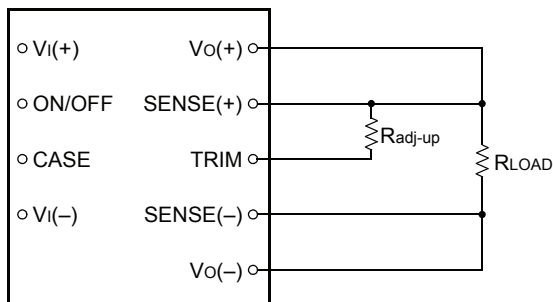 VI(+) VO(+)
ON/OFF SENSE(+)
Radj-up
CASE TRIM
RLOAD
VI(–) SENSE(–)
VO(–)